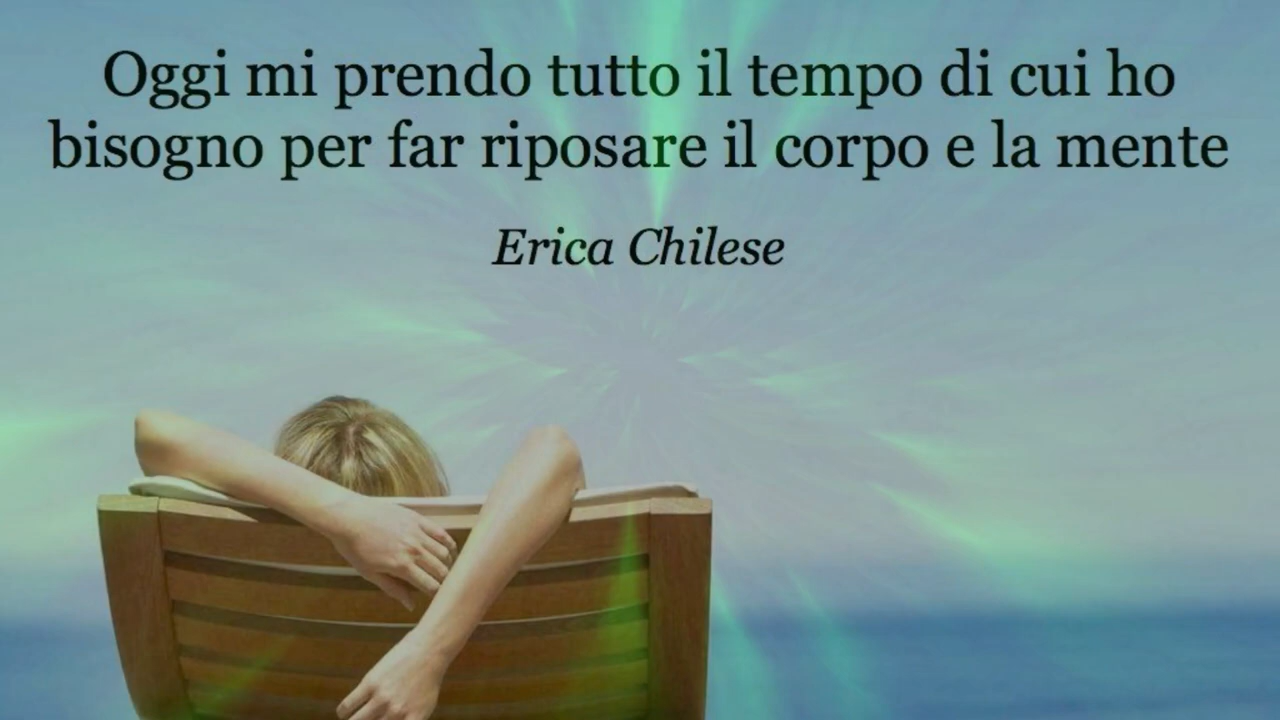 Oggi mi prendo tutto il tempo di cui ho
bisogno per far riposare il corpo e la mente
Erica Chilese